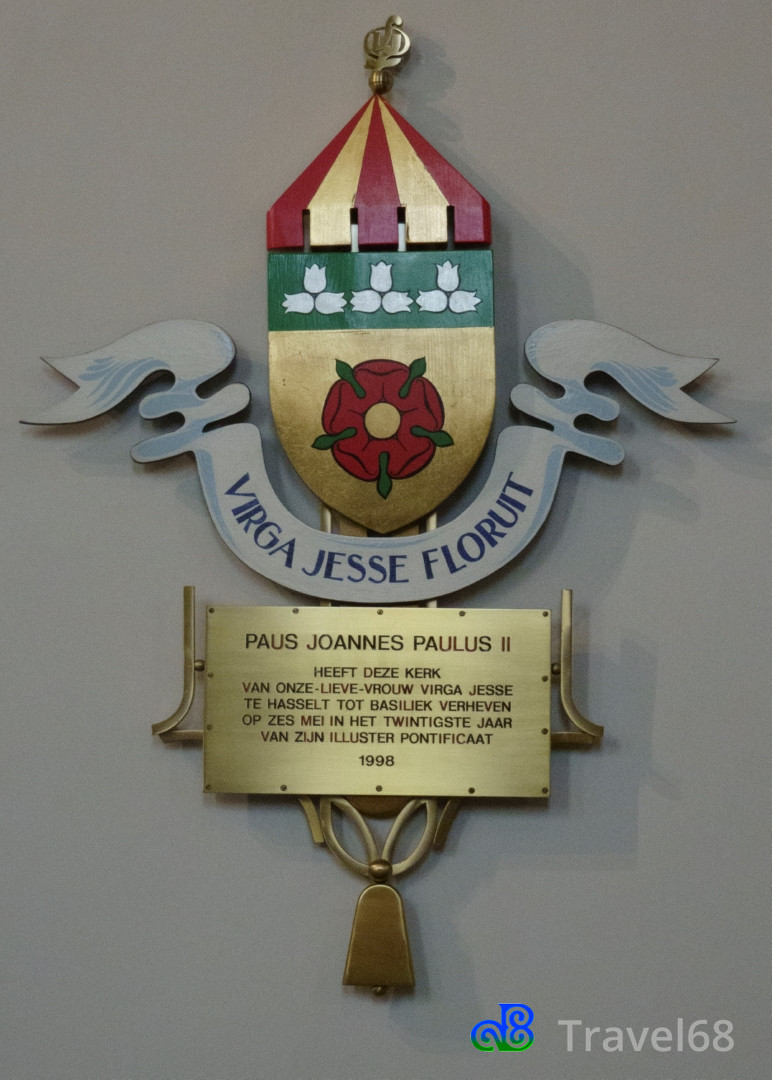 VIRGA JESSE FLORUIT
PAUS JOANNES PAULUS II
HEEFT DEZE KERK
VAN ONZE-LIEVE-VROUW VIRGA JESSE
TE HASSELT TOT BASILIEK VERHEVEN
OP ZES MEI IN HET TWINTIGSTE JAAR
VAN ZIJN ILLUSTER PONTIFICAAT
1998
Travel68